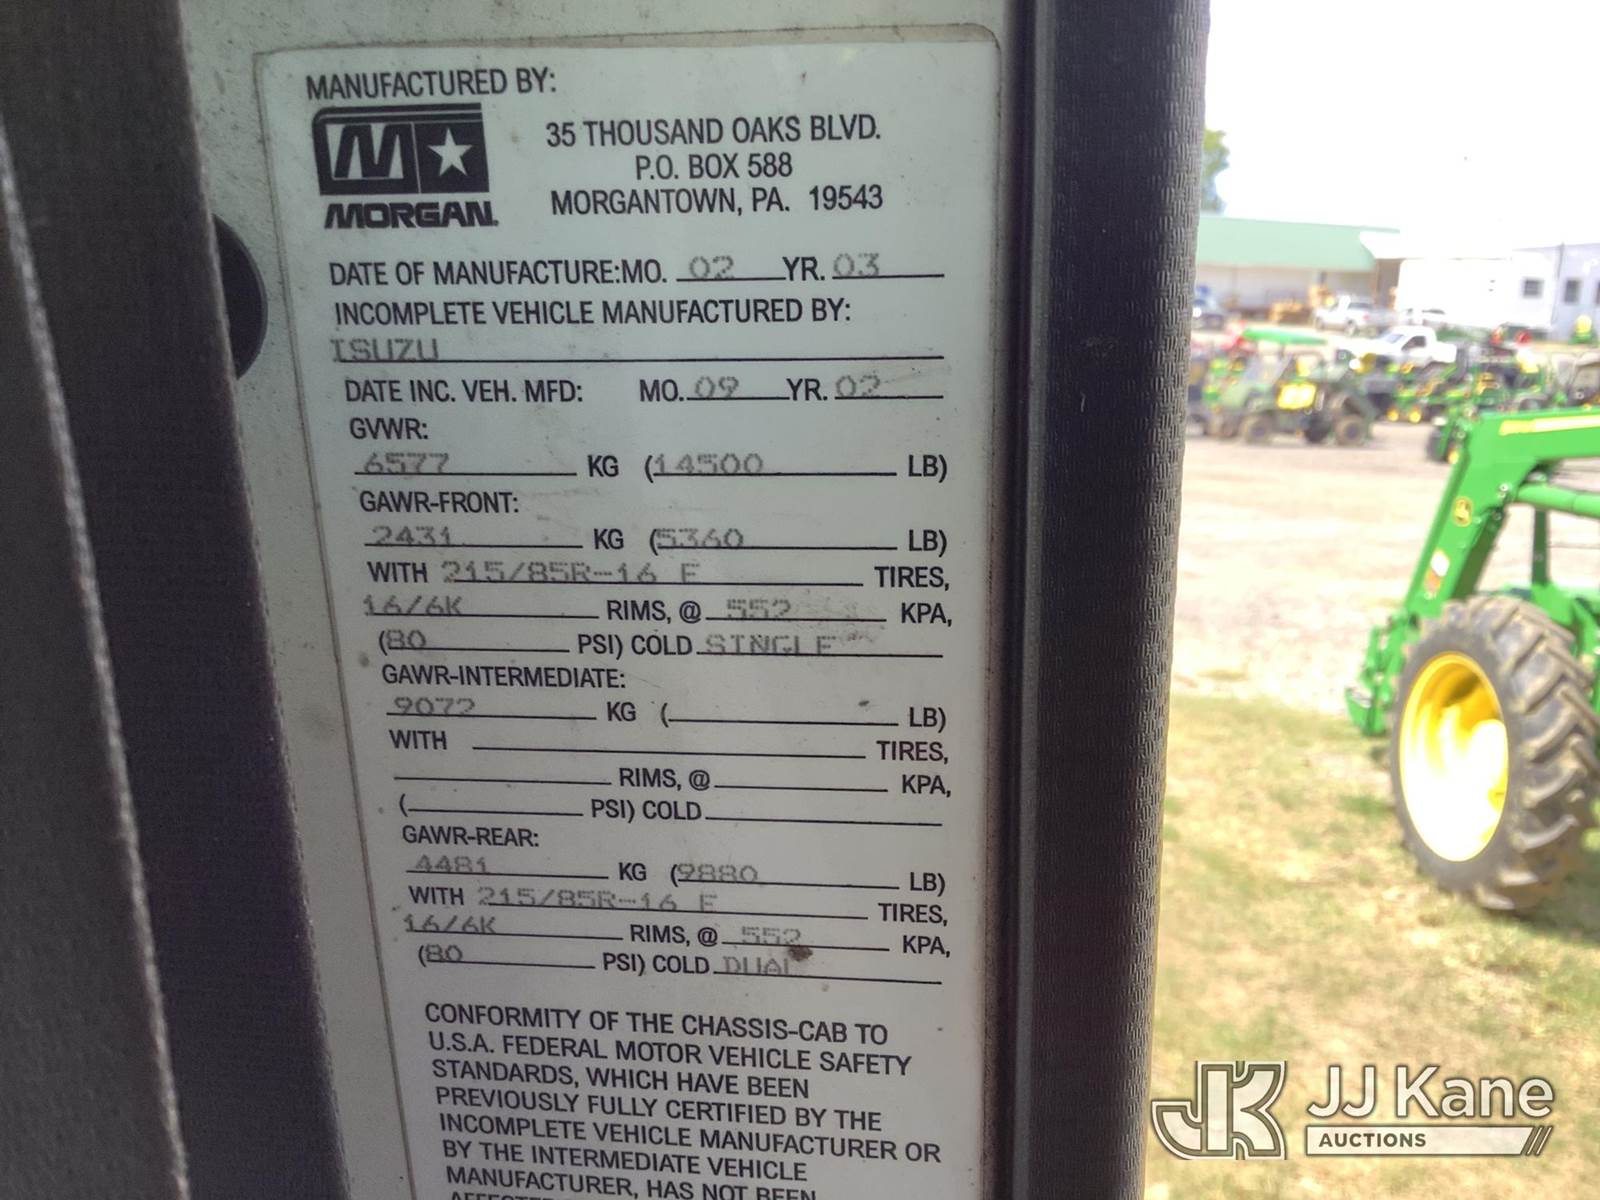 MANUFACTURED BY:
MORGAN
35 THOUSAND OAKS BLVD.
P.O. BOX 588
MORGANTOWN, PA. 19543
DATE OF MANUFACTURE:MO. 02 YR. 03
INCOMPLETE VEHICLE MANUFACTURED BY:
ISUZU
DATE INC. VEH. MFD: MO. 09 YR. 02
GVWR:
6577 KG (14500 LB)
GAWR-FRONT:
2431 KG (5360 LB)
WITH 215/85R-16 E TIRES,
16/6K RIMS, @ 552 KPA,
(80 PSI) COLD SINGLE
GAWR-INTERMEDIATE:
9072 KG ( LB)
WITH TIRES,
RIMS, @ KPA,
( PSI) COLD
GAWR-REAR:
4481 KG (9880 LB)
WITH 215/85R-16 E TIRES,
16/6K RIMS, @ 552 KPA,
(80 PSI) COLD DUAL
CONFORMITY OF THE CHASSIS-CAB TO
U.S.A. FEDERAL MOTOR VEHICLE SAFETY
STANDARDS, WHICH HAVE BEEN
PREVIOUSLY FULLY CERTIFIED BY THE
INCOMPLETE VEHICLE MANUFACTURER OR
BY THE INTERMEDIATE VEHICLE
MANUFACTURER, HAS NOT BEEN
JJ Kane
AUCTIONS